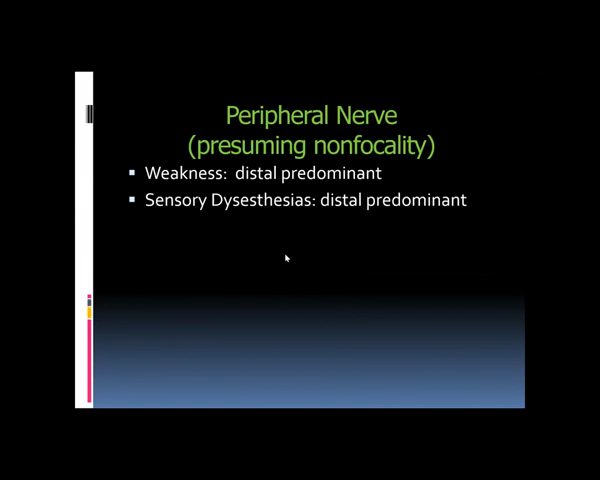 Peripheral Nerve
(presuming nonfocality)
Weakness: distal predominant
Sensory Dysesthesias: distal predominant